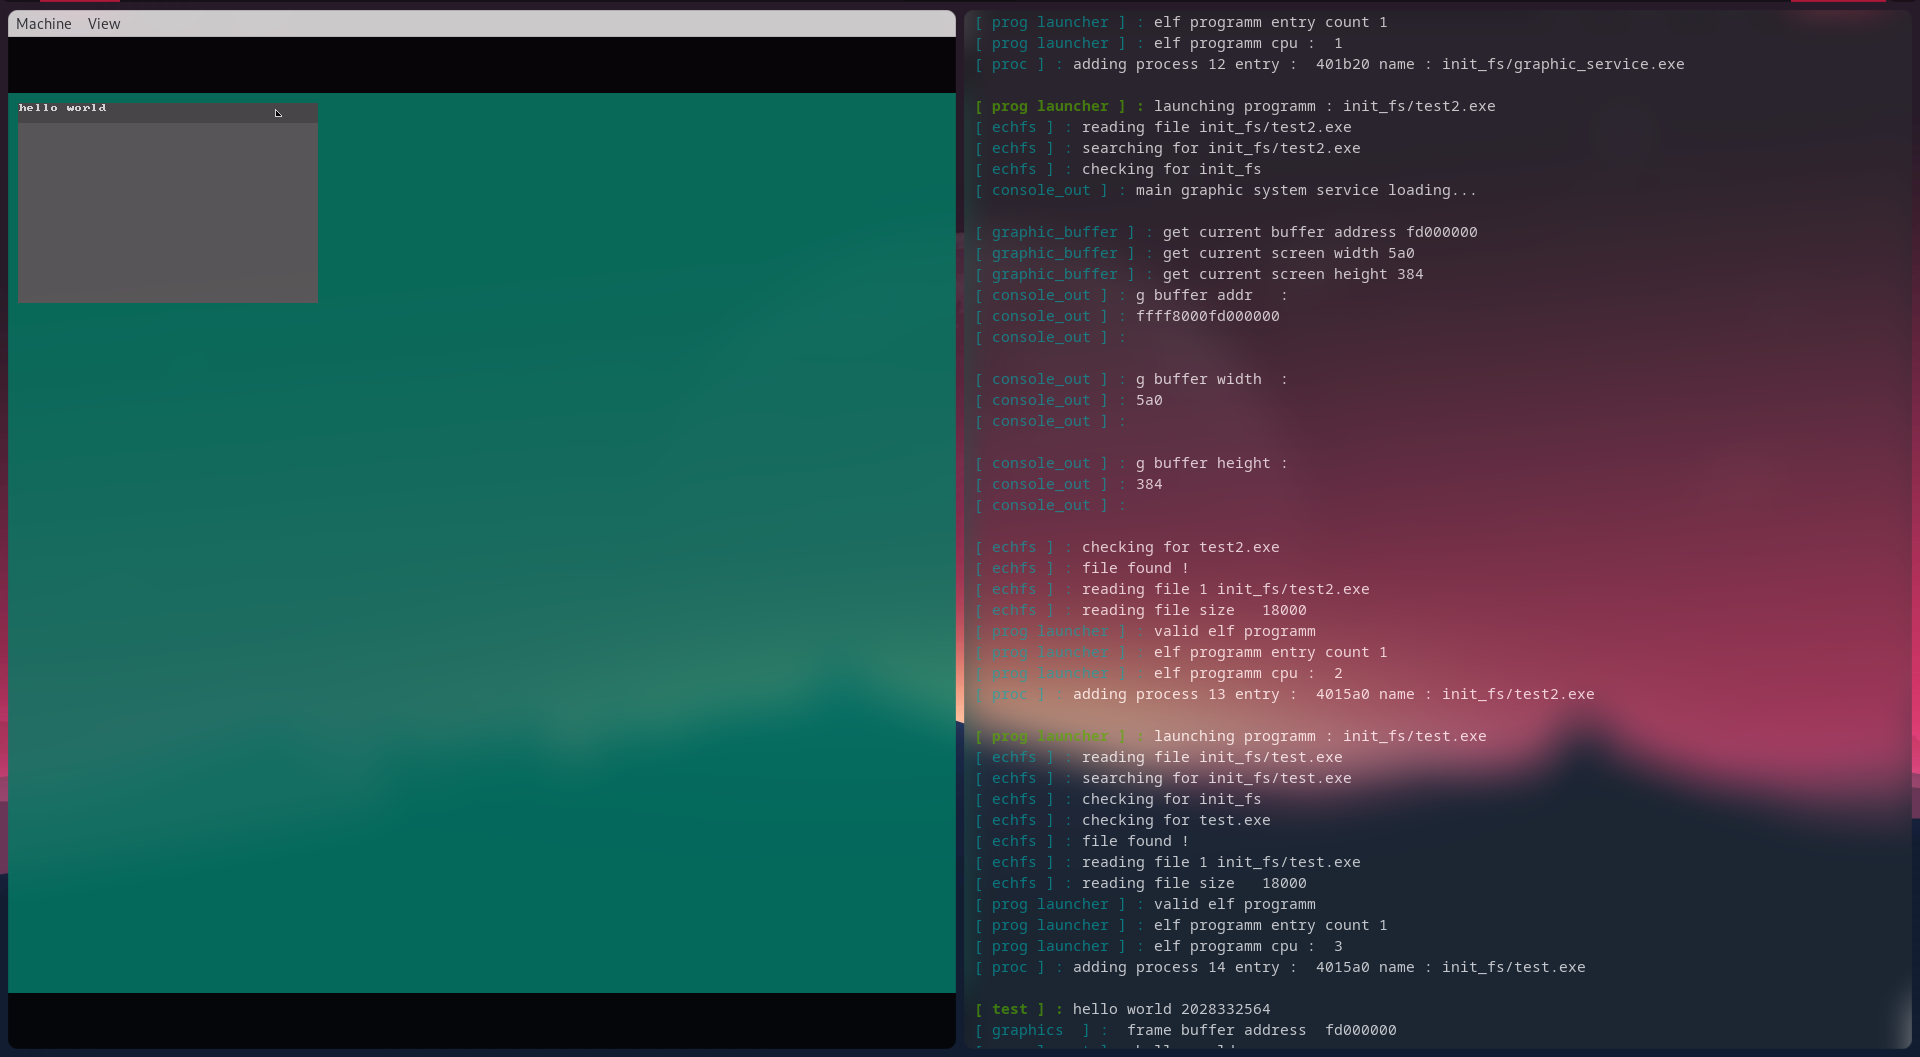 Machine View
hello world
[ prog launcher ] : elf programm entry count 1
[ prog launcher ] : elf programm cpu :  1
[ proc ] : adding process 12 entry :  401b20 name : init_fs/graphic_service.exe
[ prog launcher ] : launching programm : init_fs/test2.exe
[ echfs ] : reading file init_fs/test2.exe
[ echfs ] : searching for init_fs/test2.exe
[ echfs ] : checking for init_fs
[ console_out ] : main graphic system service loading...
[ graphic_buffer ] : get current buffer address fd000000
[ graphic_buffer ] : get current screen width 5a0
[ graphic_buffer ] : get current screen height 384
[ console_out ] : g buffer addr   :
[ console_out ] : ffff8000fd000000
[ console_out ] :
[ console_out ] : g buffer width  :
[ console_out ] : 5a0
[ console_out ] :
[ console_out ] : g buffer height :
[ console_out ] : 384
[ console_out ] :
[ echfs ] : checking for test2.exe
[ echfs ] : file found !
[ echfs ] : reading file 1 init_fs/test2.exe
[ echfs ] : reading file size   18000
[ prog launcher ] : valid elf programm
[ prog launcher ] : elf programm entry count 1
[ prog launcher ] : elf programm cpu :  2
[ proc ] : adding process 13 entry :  4015a0 name : init_fs/test2.exe
[ prog launcher ] : launching programm : init_fs/test.exe
[ echfs ] : reading file init_fs/test.exe
[ echfs ] : searching for init_fs/test.exe
[ echfs ] : checking for init_fs
[ echfs ] : checking for test.exe
[ echfs ] : file found !
[ echfs ] : reading file 1 init_fs/test.exe
[ echfs ] : reading file size   18000
[ prog launcher ] : valid elf programm
[ prog launcher ] : elf programm entry count 1
[ prog launcher ] : elf programm cpu :  3
[ proc ] : adding process 14 entry :  4015a0 name : init_fs/test.exe
[ test ] : hello world 2028332564
[ graphics  ] :  frame buffer address  fd000000